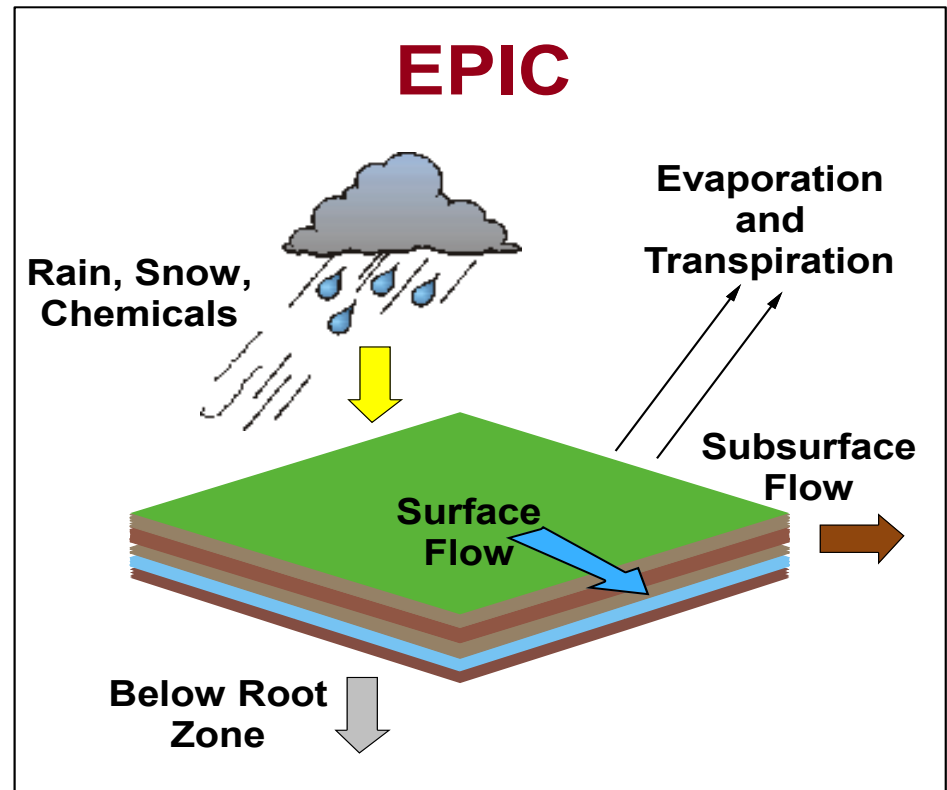 EPIC
Evaporation
and
Transpiration
Rain, Snow,
Chemicals
Subsurface
Flow
Surface
Flow
Below Root
Zone